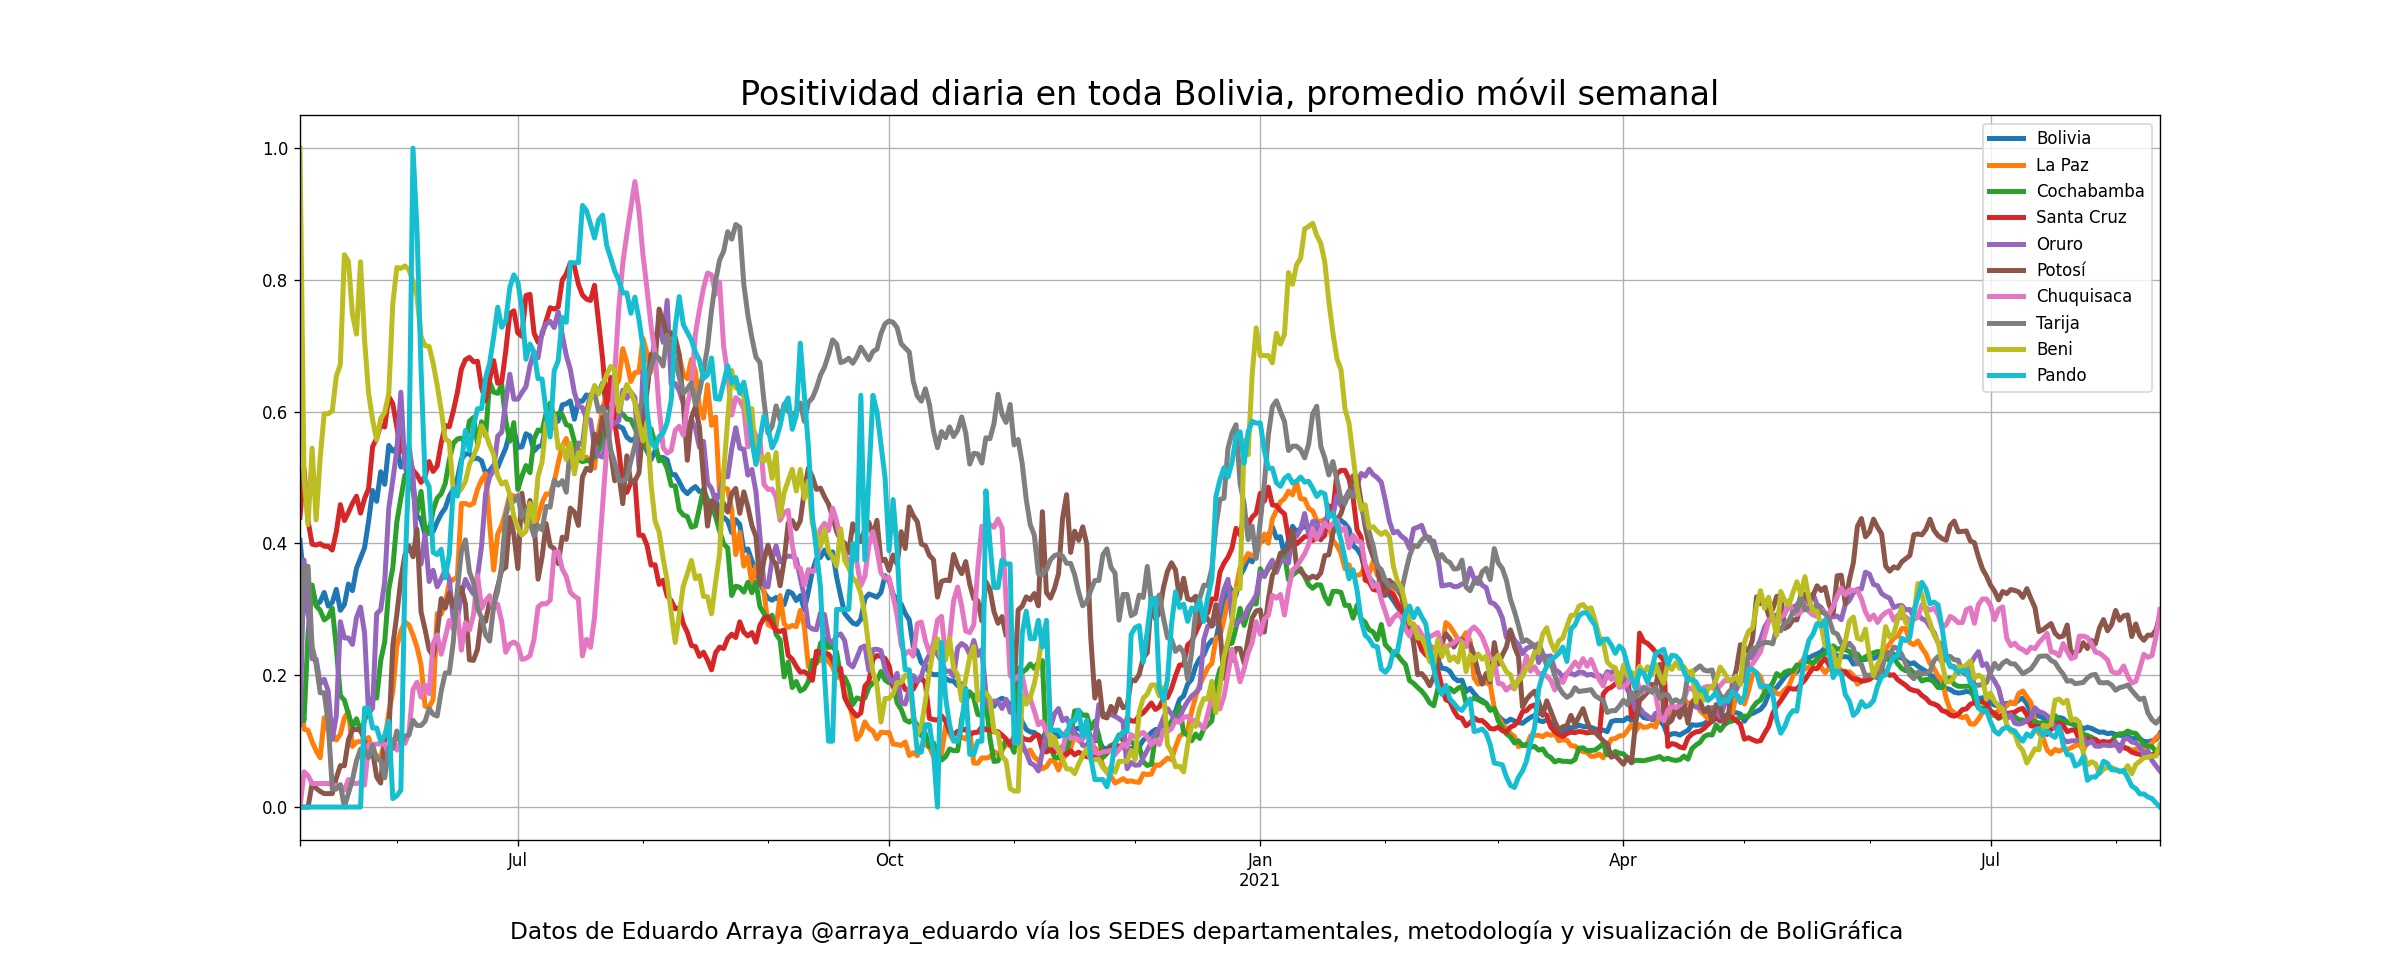 Positividad diaria en toda Bolivia, promedio móvil semanal
1.0
0.8
0.6
0.4
0.2
0.0
Bolivia
La Paz
Cochabamba
Santa Cruz
Oruro
Potosí
Chuquisaca
Tarija
Beni
Pando
Jul Oct Jan Apr Jul
2021
Datos de Eduardo Arraya @arraya_eduardo vía los SEDES departamentales, metodología y visualización de BoliGráfica